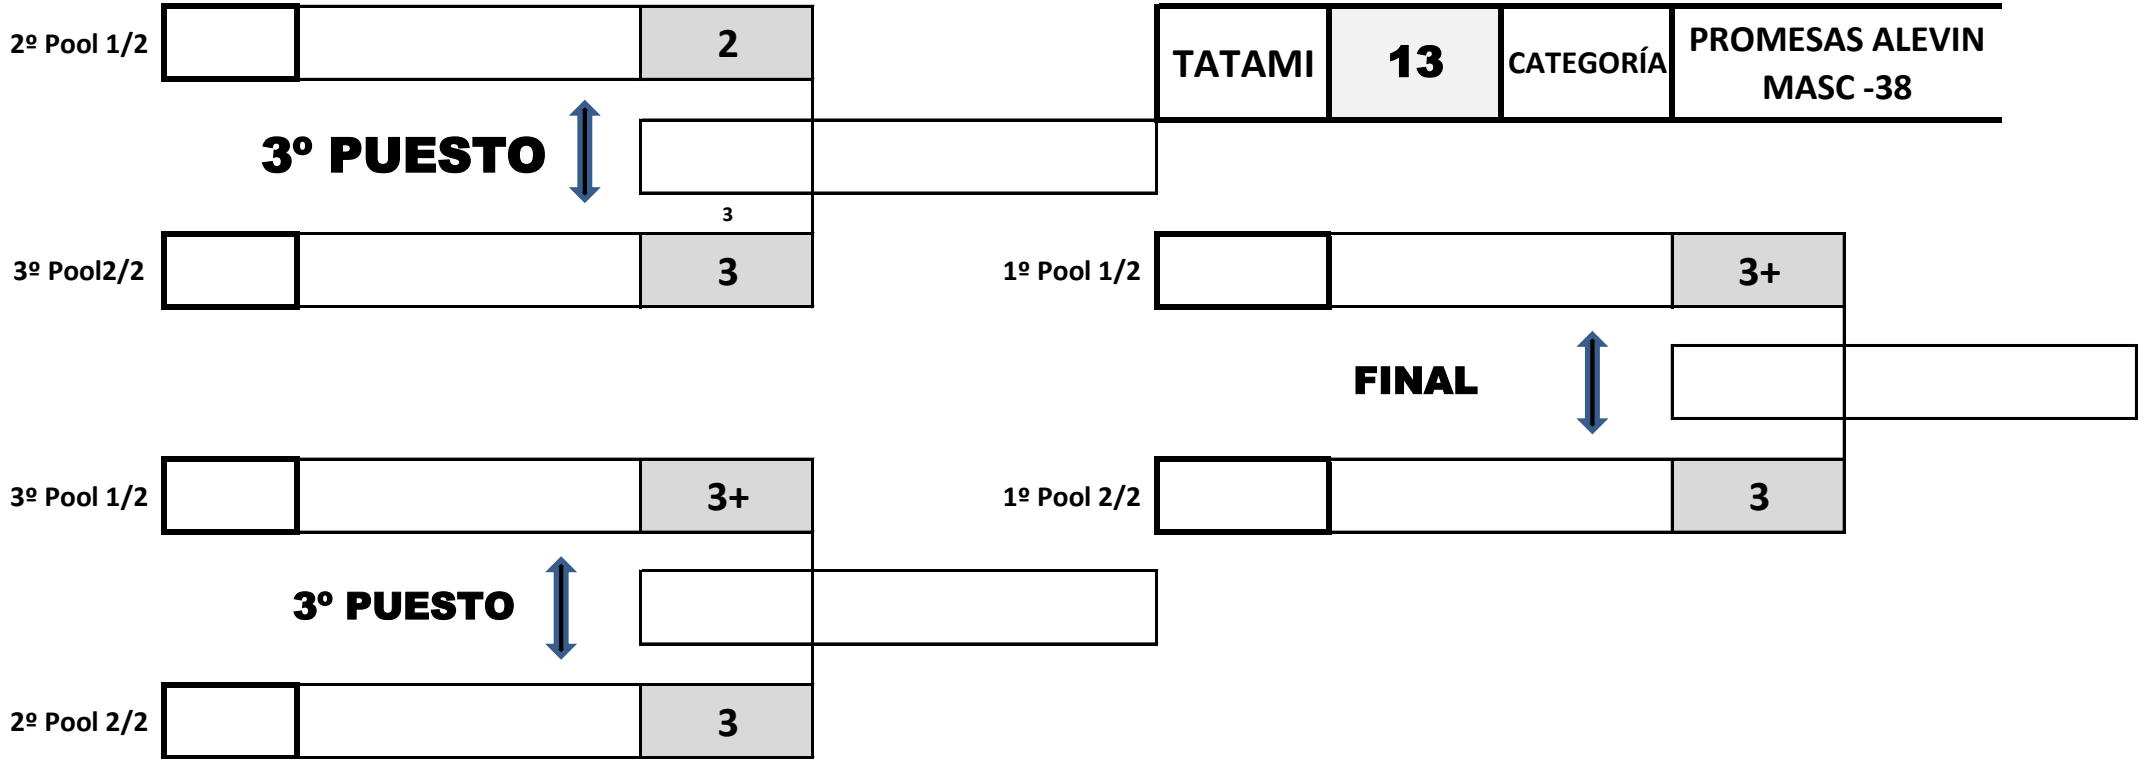 2º Pool 1/2
2
TATAMI
13
CATEGORÍA
PROMESAS ALEVIN
MASC -38
3º PUESTO
3
3º Pool2/2
3
1º Pool 1/2
3+
FINAL
3º Pool 1/2
3+
1º Pool 2/2
3
3º PUESTO
2º Pool 2/2
3